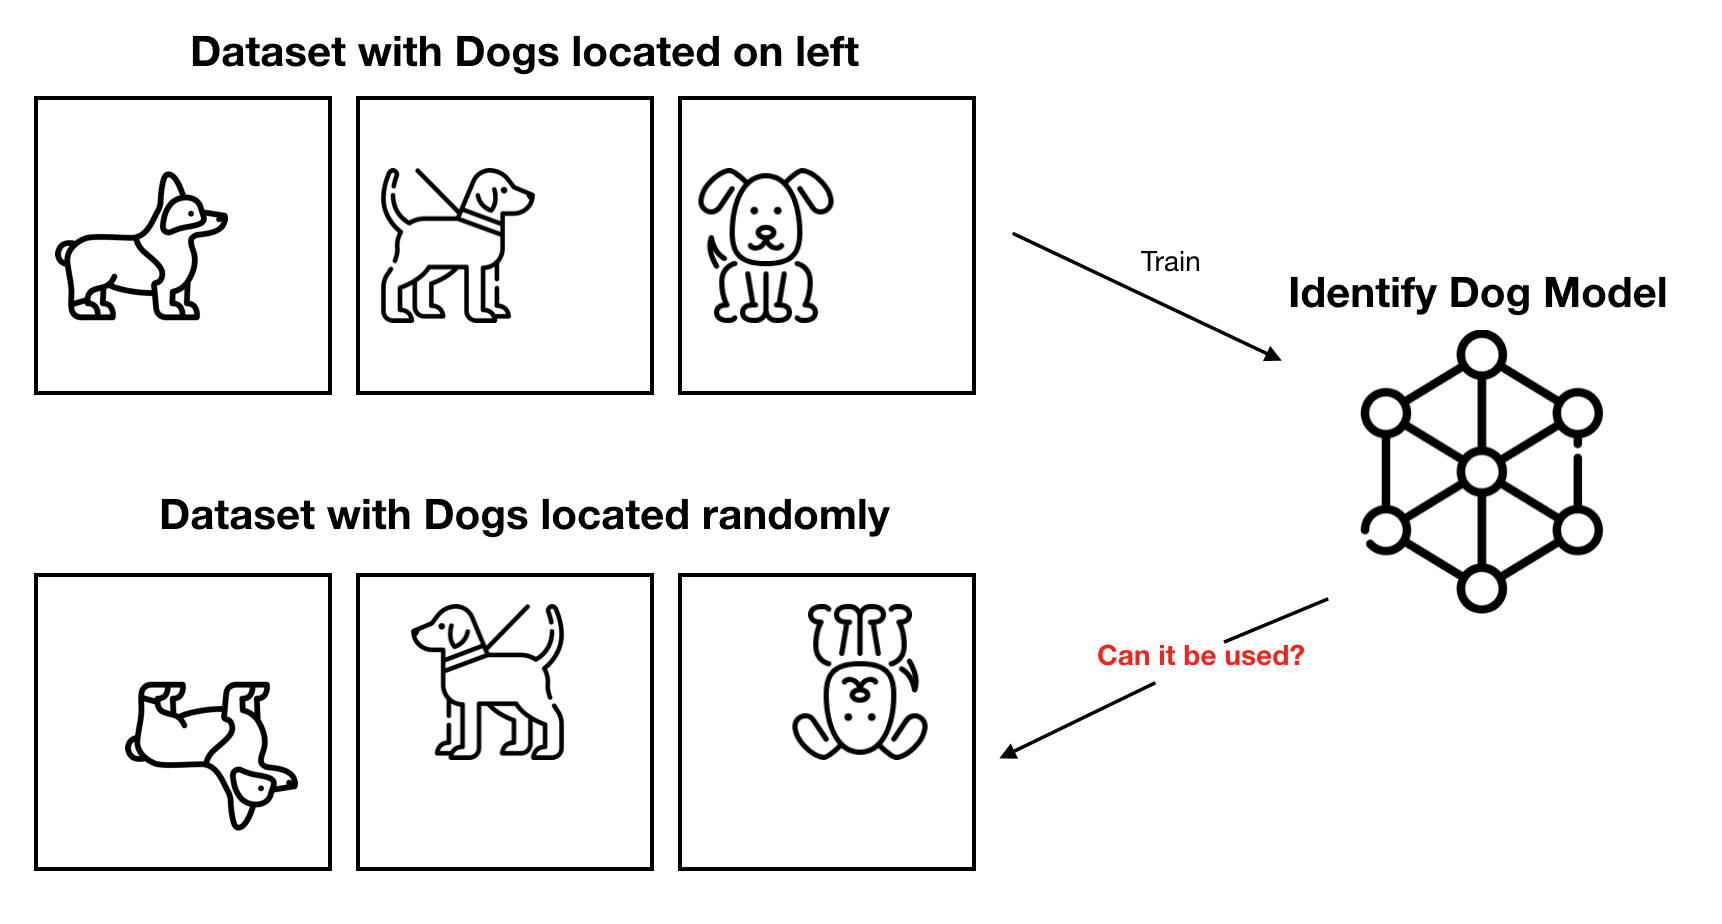 Dataset with Dogs located on left
Train
Identify Dog Model
Dataset with Dogs located randomly
Can it be used?